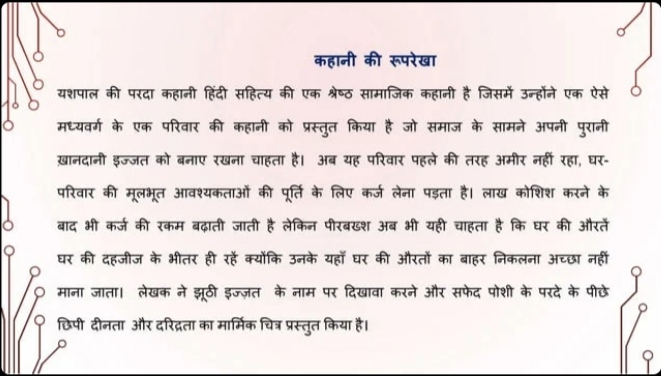 कहानी की रूपरेखा
यशपाल की परदा कहानी हिंदी सहित्य की एक श्रेष्ठ सामाजिक कहानी है जिसमें उन्होंने एक ऐसे
मध्यवर्ग के एक परिवार की कहानी को प्रस्तुत किया है जो समाज के सामने अपनी पुरानी
ख़ानदानी इज्जत को बनाए रखना चाहता है। अब यह परिवार पहले की तरह अमीर नहीं रहा, घर-
परिवार की मूलभूत आवश्यकताओं की पूर्ति के लिए कर्ज लेना पड़ता है। लाख कोशिश करने के
बाद भी कर्ज की रकम बढ़ाती जाती है लेकिन पीरबख्श अब भी यही चाहता है कि घर की औरतें
घर की दहजीज के भीतर ही रहें क्योंकि उनके यहाँ घर की औरतों का बाहर निकलना अच्छा नहीं
माना जाता। लेखक ने झूठी इज्ज़त के नाम पर दिखावा करने और सफेद पोशी के परदे के पीछे
छिपी दीनता और दरिद्रता का मार्मिक चित्र प्रस्तुत किया है।